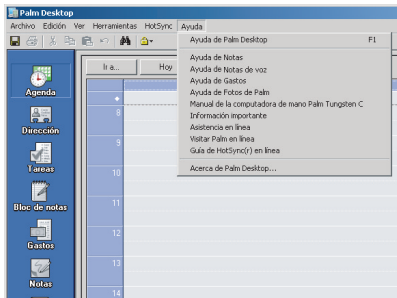 Palm Desktop
Archivo Edición Ver Herramientas HotSync Ayuda
Ayuda de Palm Desktop F1
Ayuda de Notas
Ayuda de Notas de voz
Ayuda de Gastos
Ayuda de Fotos de Palm
Manual de la computadora de mano Palm Tungsten C
Información importante
Asistencia en línea
Visitar Palm en línea
Guía de HotSync(r) en línea
Acerca de Palm Desktop...
Ir a... Hoy
Agenda
Dirección
Tareas
Bloc de notas
Gastos
Notas
8
9
10
11
12
13
14